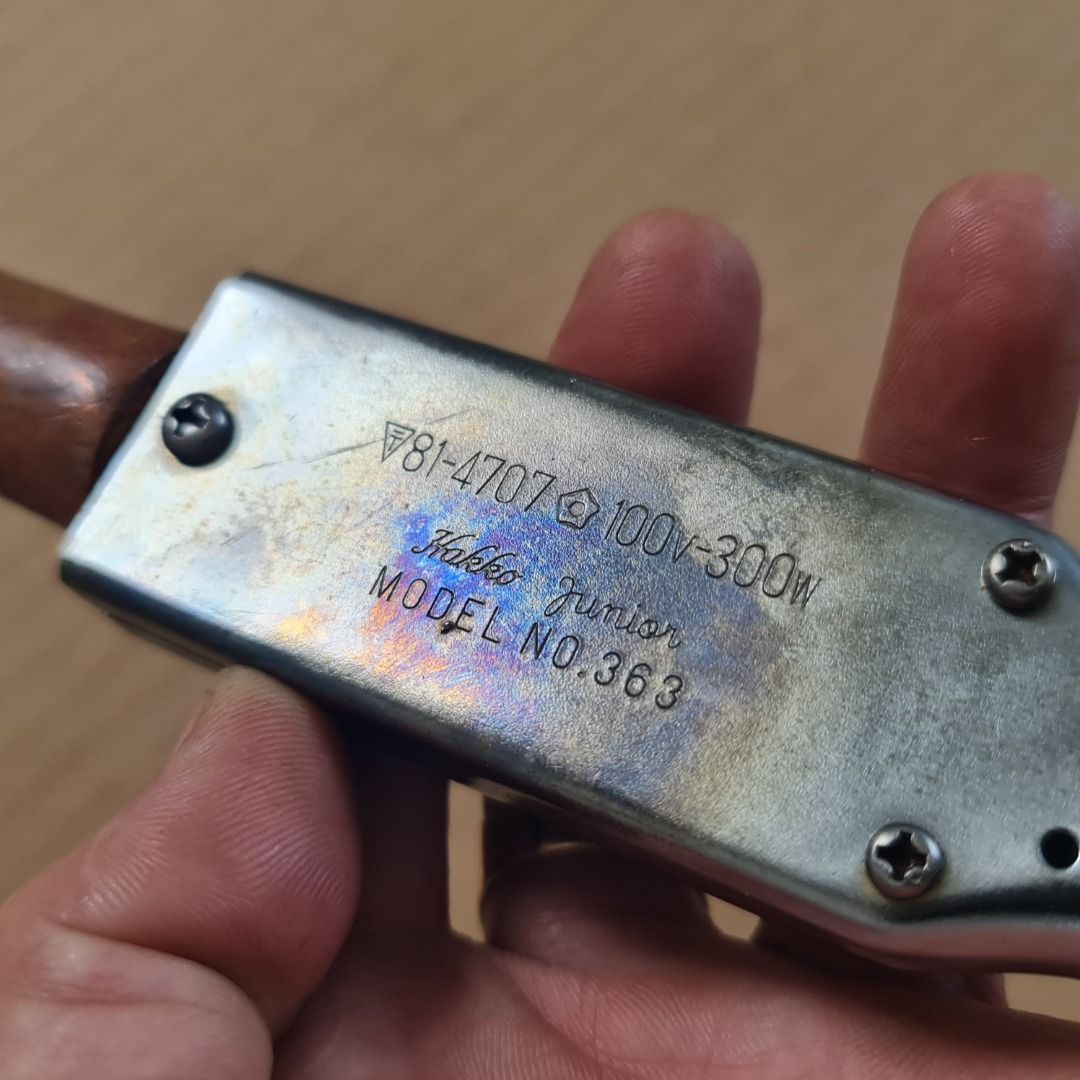 81-4707 100V-300W
Hakko Junior
MODEL NO.363